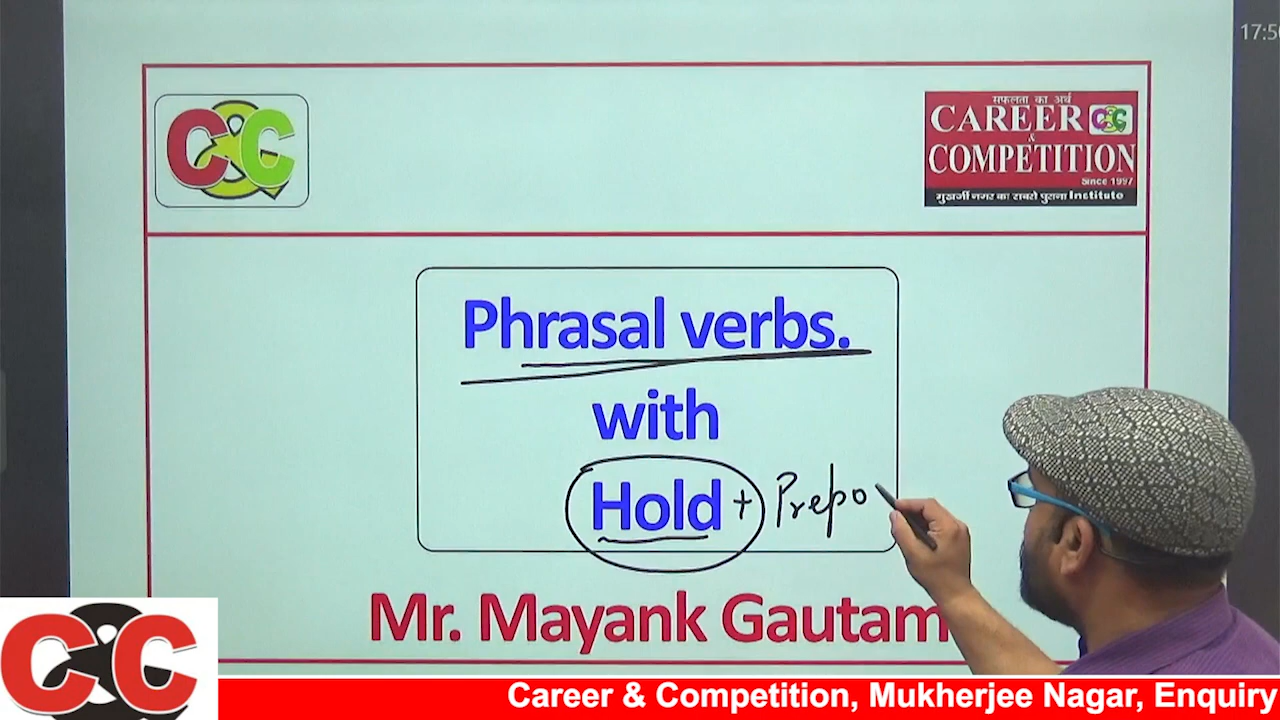 17:50
C&C
सफलता का अर्थ
CAREER C&C
&
COMPETITION
Since 1997
मुखर्जी नगर का सबसे पुराना Institute
Phrasal verbs.
with
Hold + Prepo
Mr. Mayank Gautam
C&C
Career & Competition, Mukherjee Nagar, Enquiry